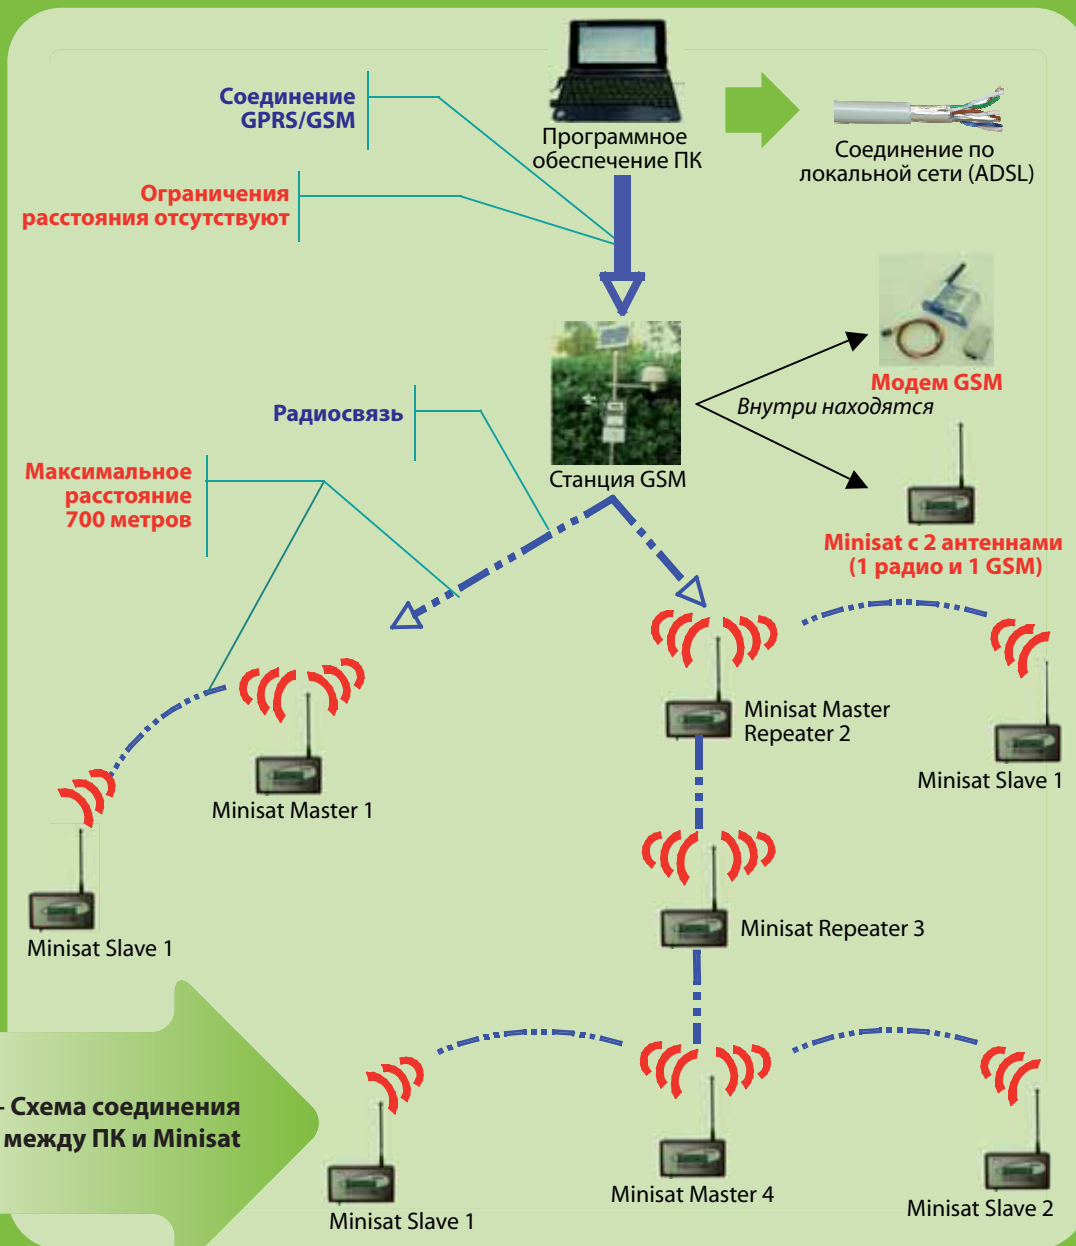 Программное
обеспечение ПК
Соединение по
локальной сети (ADSL)
Соединение
GPRS/GSM
Ограничения
расстояния отсутствуют
Модем GSM
Внутри находятся
Станция GSM
Minisat с 2 антеннами
(1 радио и 1 GSM)
Радиосвязь
Максимальное
расстояние
700 метров
Minisat Master
Repeater 2
Minisat Slave 1
Minisat Master 1
Minisat Slave 1
Minisat Repeater 3
- Схема соединения
между ПК и Minisat
Minisat Slave 1
Minisat Master 4
Minisat Slave 2